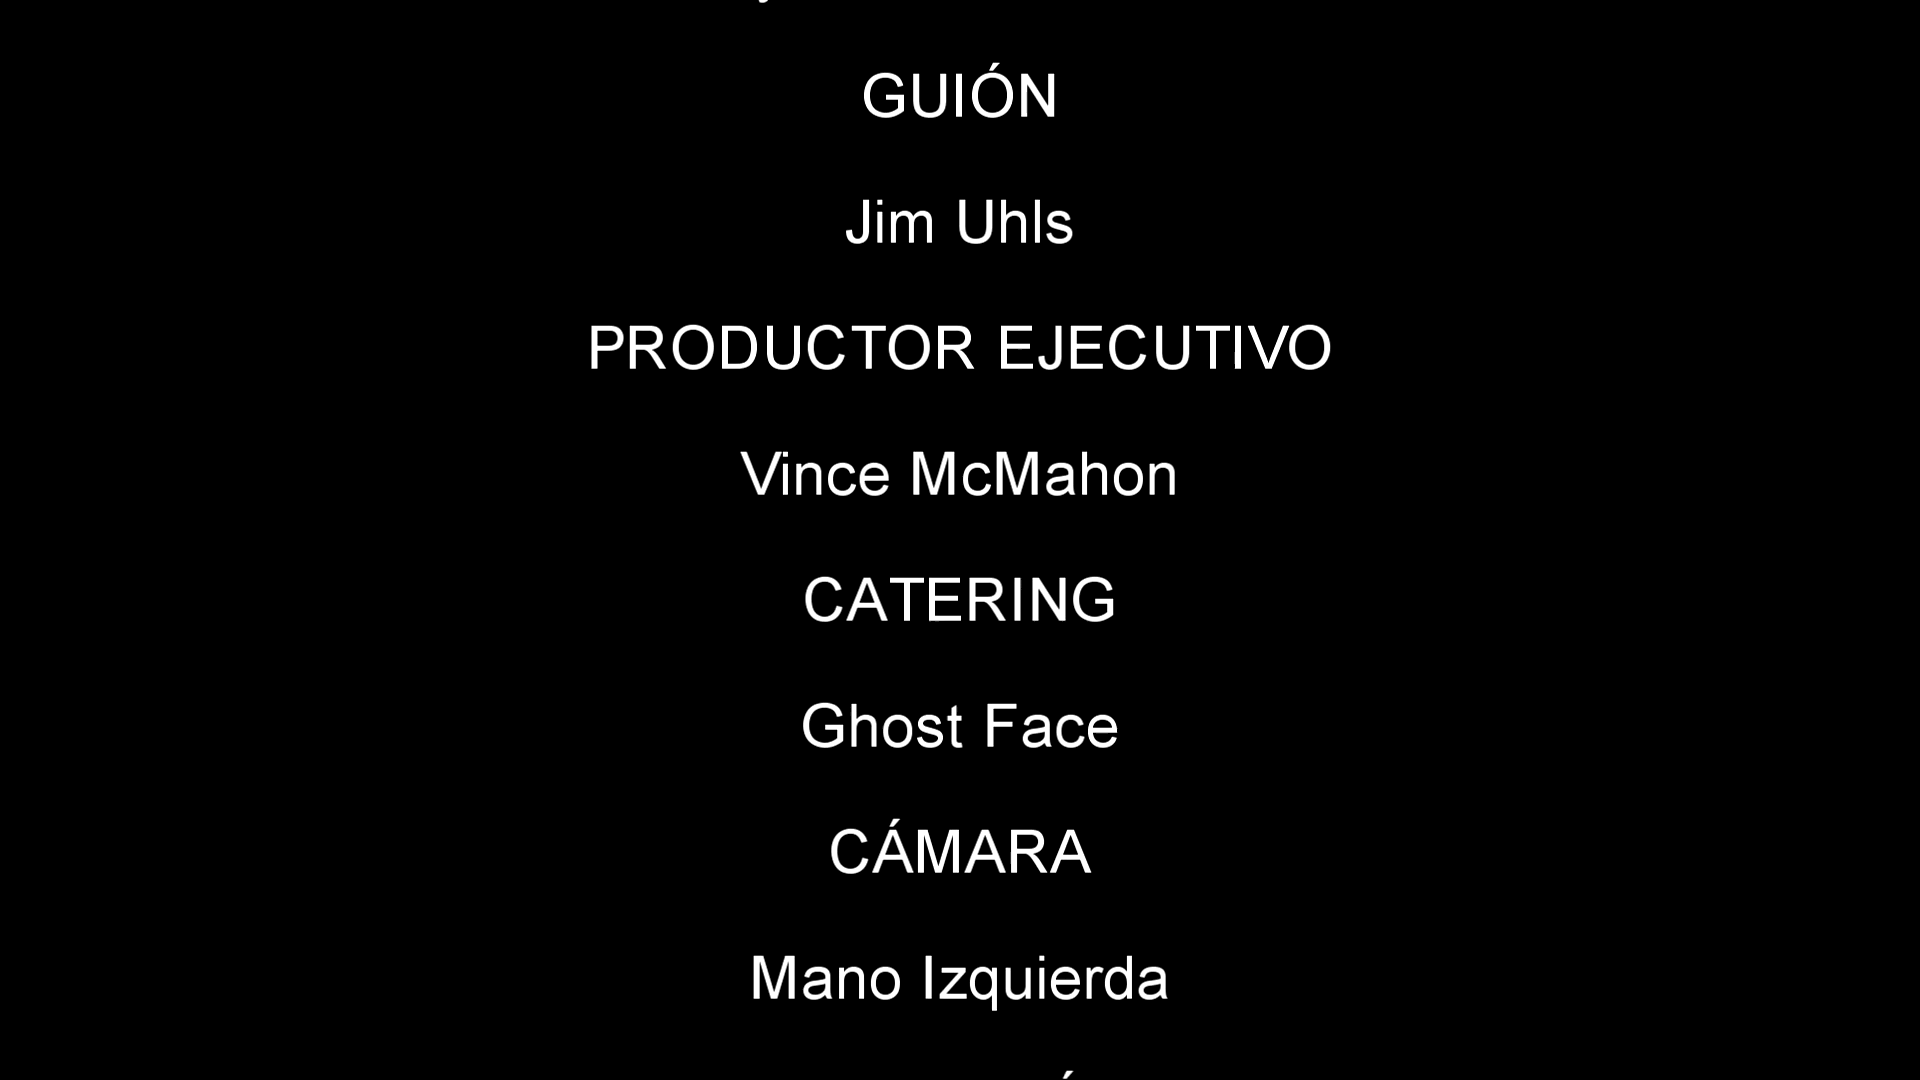 GUIÓN
Jim Uhls
PRODUCTOR EJECUTIVO
Vince McMahon
CATERING
Ghost Face
CÁMARA
Mano Izquierda